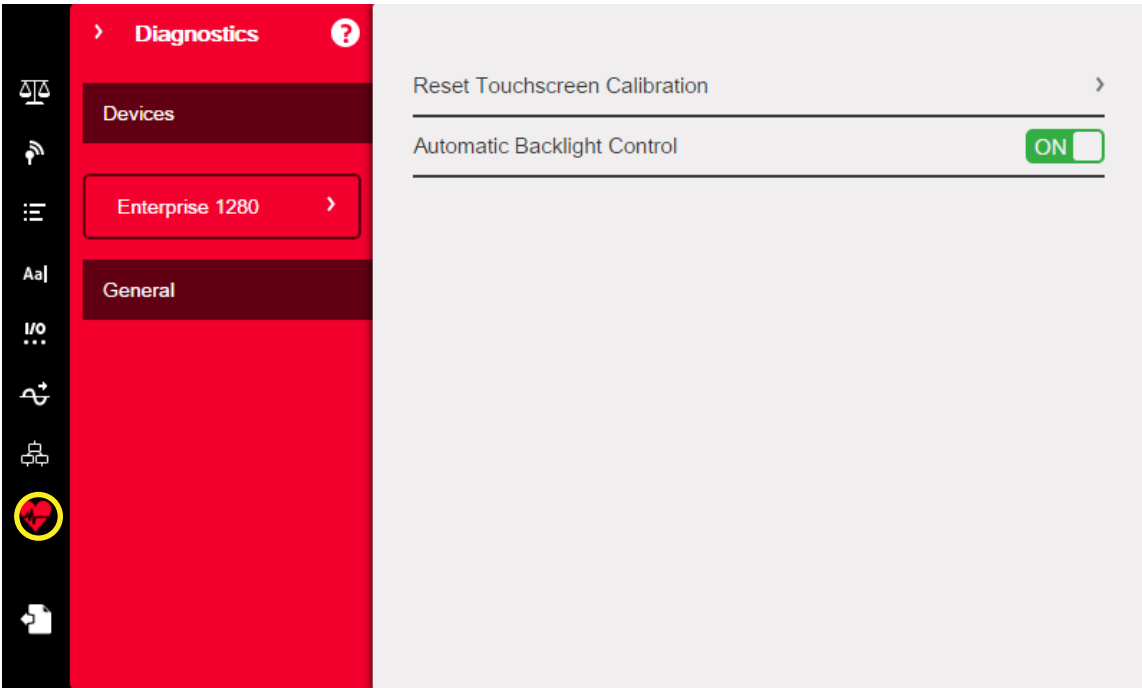 Diagnostics
?
Devices
Enterprise 1280
General
Aa
I/O
Reset Touchscreen Calibration
Automatic Backlight Control
ON